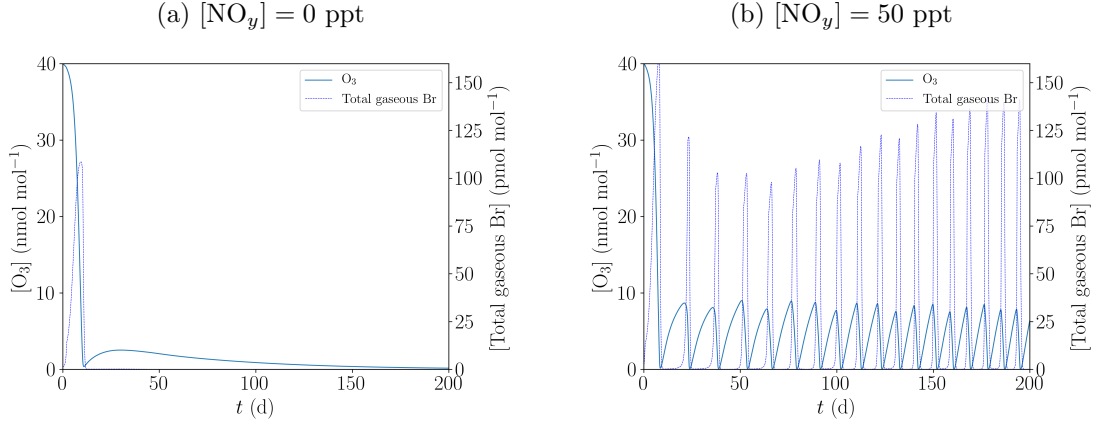 (a) [NOy] = 0 ppt
40
30
20
10
0
[O3] (nmol mol−1)
O3
Total gaseous Br
150
125
100
75
50
25
0
[Total gaseous Br] (pmol mol−1)
0 50 100 150 200
t (d)
(b) [NOy] = 50 ppt
40
30
20
10
0
[O3] (nmol mol−1)
O3
Total gaseous Br
150
125
100
75
50
25
0
[Total gaseous Br] (pmol mol−1)
0 50 100 150 200
t (d)